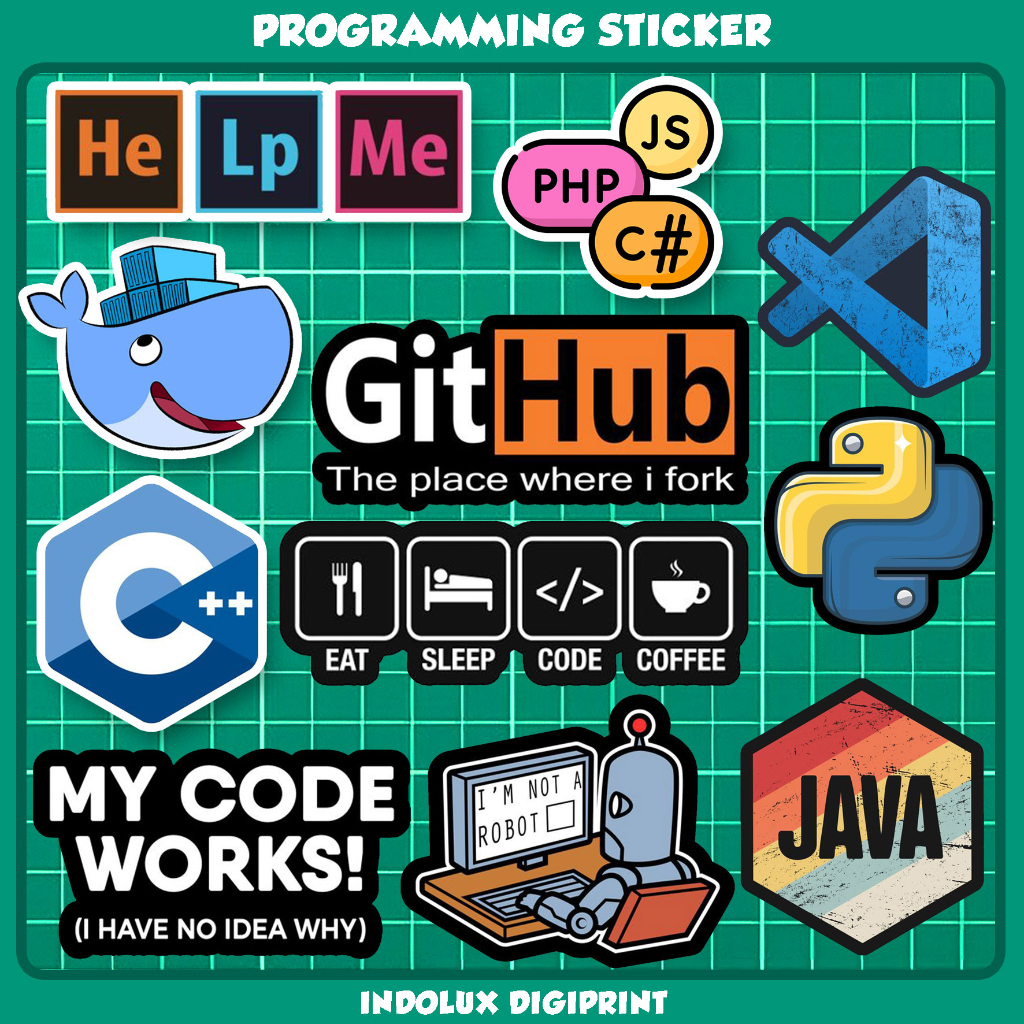 PROGRAMMING STICKER
He Lp Me
JS
PHP
C#
GitHub
The place where i fork
C++
</>
EAT SLEEP CODE COFFEE
MY CODE
WORKS!
(I HAVE NO IDEA WHY)
I'M NOT A
ROBOT
JAVA
INDOLUX DIGIPRINT